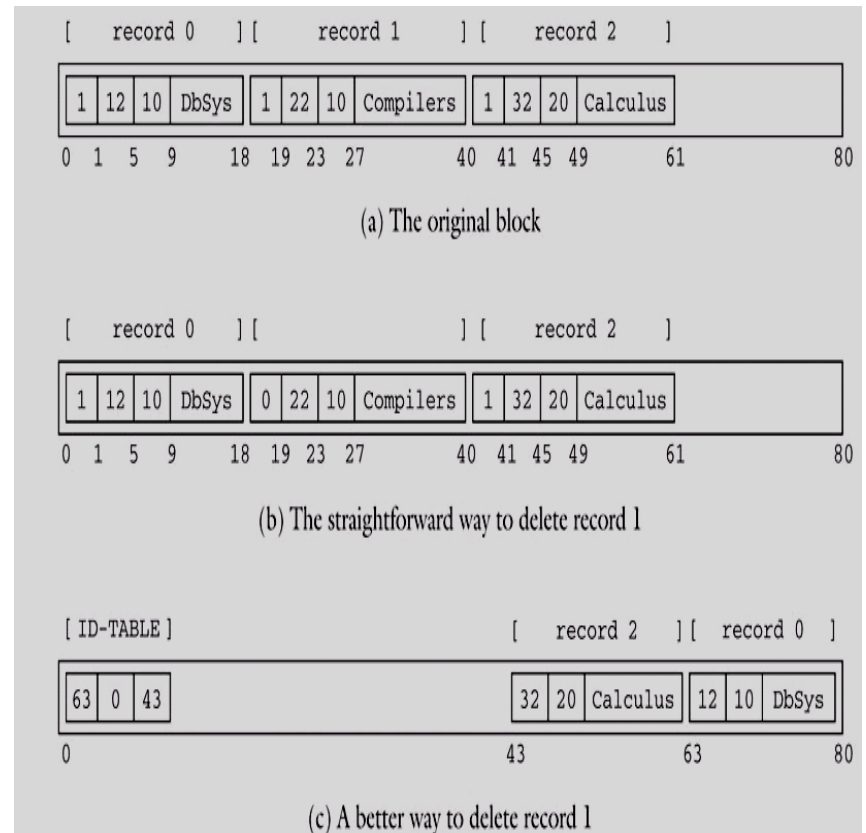 [ record 0 ] [ record 1 ] [ record 2 ]
1 12 10 DbSys 1 22 10 Compilers 1 32 20 Calculus
0 1 5 9 18 19 23 27 40 41 45 49 61 80
(a) The original block
[ record 0 ] [ ] [ record 2 ]
1 12 10 DbSys 0 22 10 Compilers 1 32 20 Calculus
0 1 5 9 18 19 23 27 40 41 45 49 61 80
(b) The straightforward way to delete record 1
[ ID-TABLE ] [ record 2 ] [ record 0 ]
63 0 43 32 20 Calculus 12 10 DbSys
0 43 63 80
(c) A better way to delete record 1